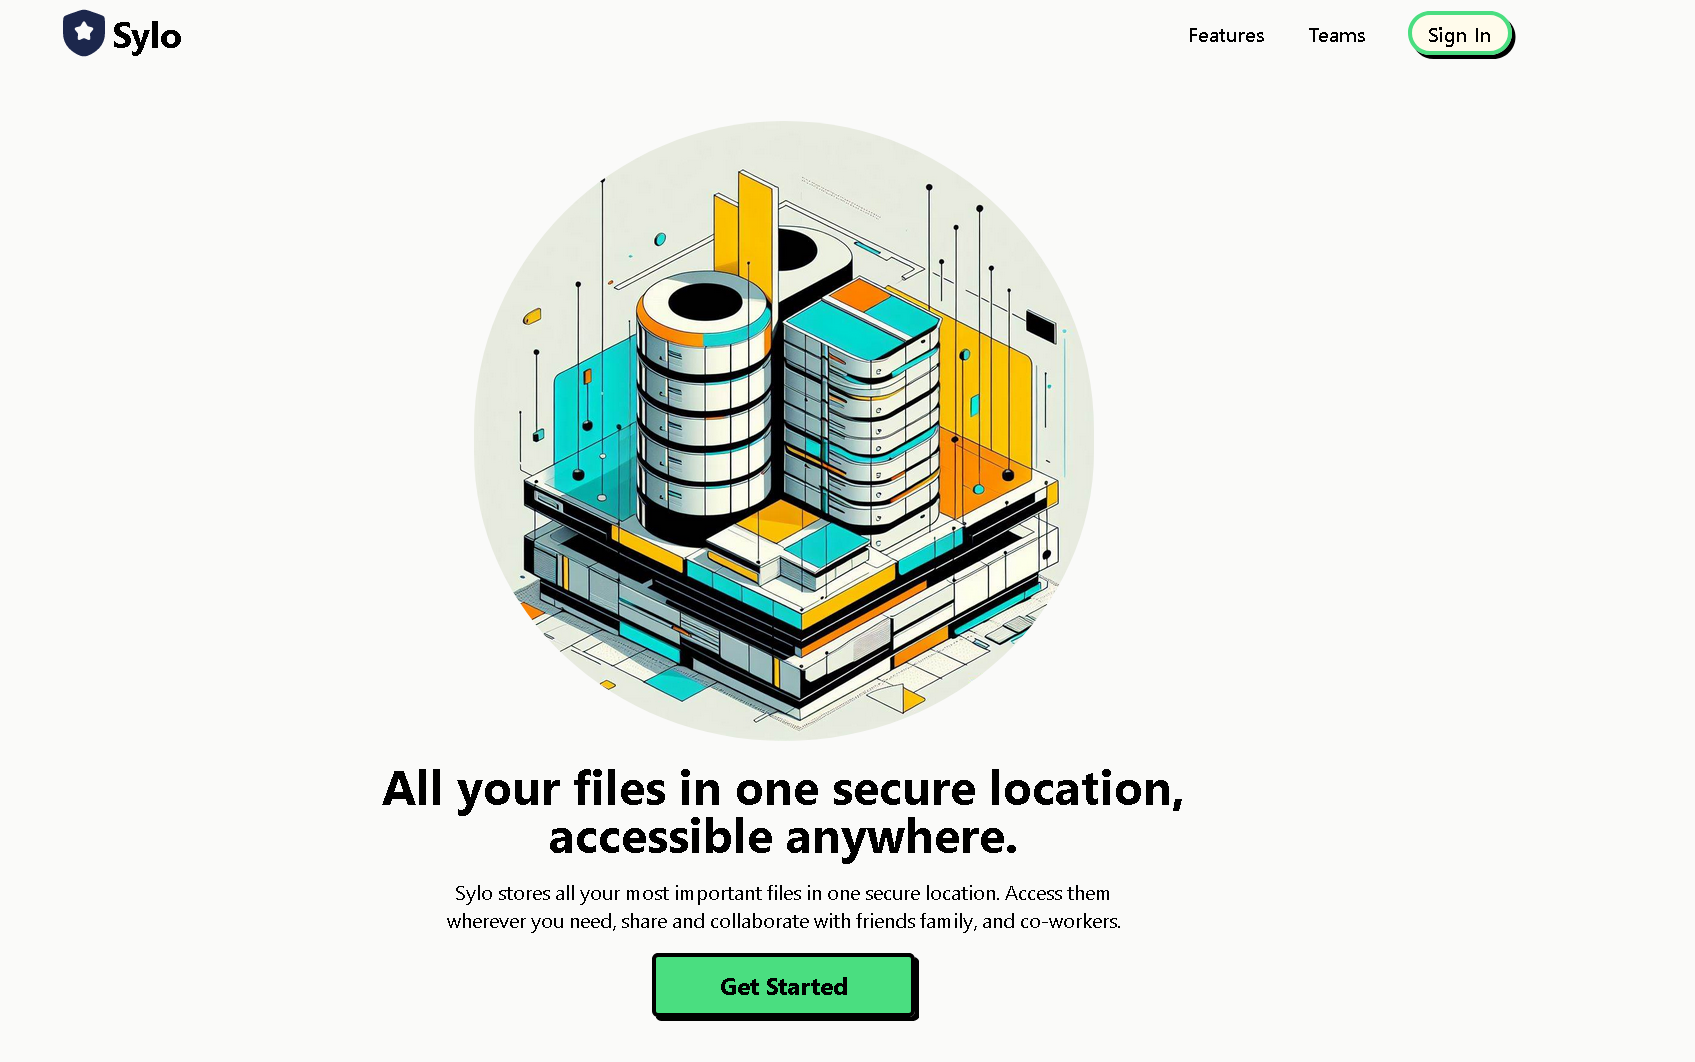 Sylo
Features
Teams
Sign In
All your files in one secure location,
accessible anywhere.
Sylo stores all your most important files in one secure location. Access them
wherever you need, share and collaborate with friends family, and co-workers.
Get Started